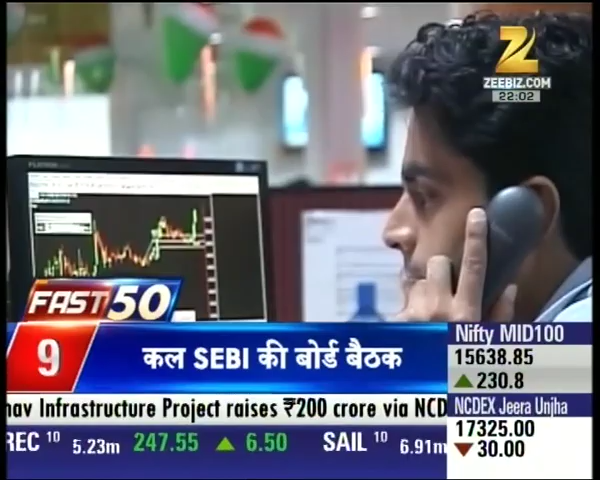 Z
ZEEBIZ.COM
22:02
FAST 50
9
कल SEBI की बोर्ड बैठक
Nifty MID100
15638.85
▲ 230.8
NCDEX Jeera Unjha
17325.00
▼ 30.00
Infrastructure Project raises ₹200 crore via NCD
REC 10 5.23m 247.55 ▲ 6.50 SAIL 10 6.91m